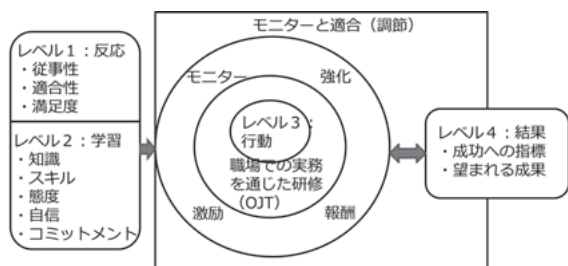 モニターと適合（調節）
レベル１：反応
・従事性
・適合性
・満足度
レベル２：学習
・知識
・スキル
・態度
・自信
・コミットメント
モニター
強化
レベル３：
行動
職場での実務
を通じた研修
（OJT）
激励
報酬
レベル４：結果
・成功への指標
・望まれる成果